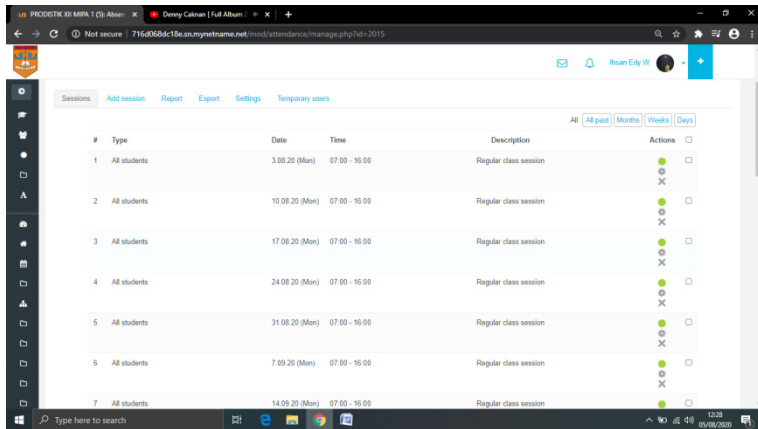 PRODISTIK XII MIPA 1 (5): Absen
Denny Caknan | Full Album 2
Not secure | 716d068dc18e.sn.mynetname.net/mod/attendance/manage.php?id=2015
Ihsan Edy W
Sessions Add session Report Export Settings Temporary users
All All past Months Weeks Days
# Type Date Time Description Actions
1 All students 3.08.20 (Mon) 07:00 - 16:00 Regular class session
2 All students 10.08.20 (Mon) 07:00 - 16:00 Regular class session
3 All students 17.08.20 (Mon) 07:00 - 16:00 Regular class session
4 All students 24.08.20 (Mon) 07:00 - 16:00 Regular class session
5 All students 31.08.20 (Mon) 07:00 - 16:00 Regular class session
6 All students 7.09.20 (Mon) 07:00 - 16:00 Regular class session
7 All students 14.09.20 (Mon) 07:00 - 16:00 Regular class session
Type here to search
12:28
05/08/2020